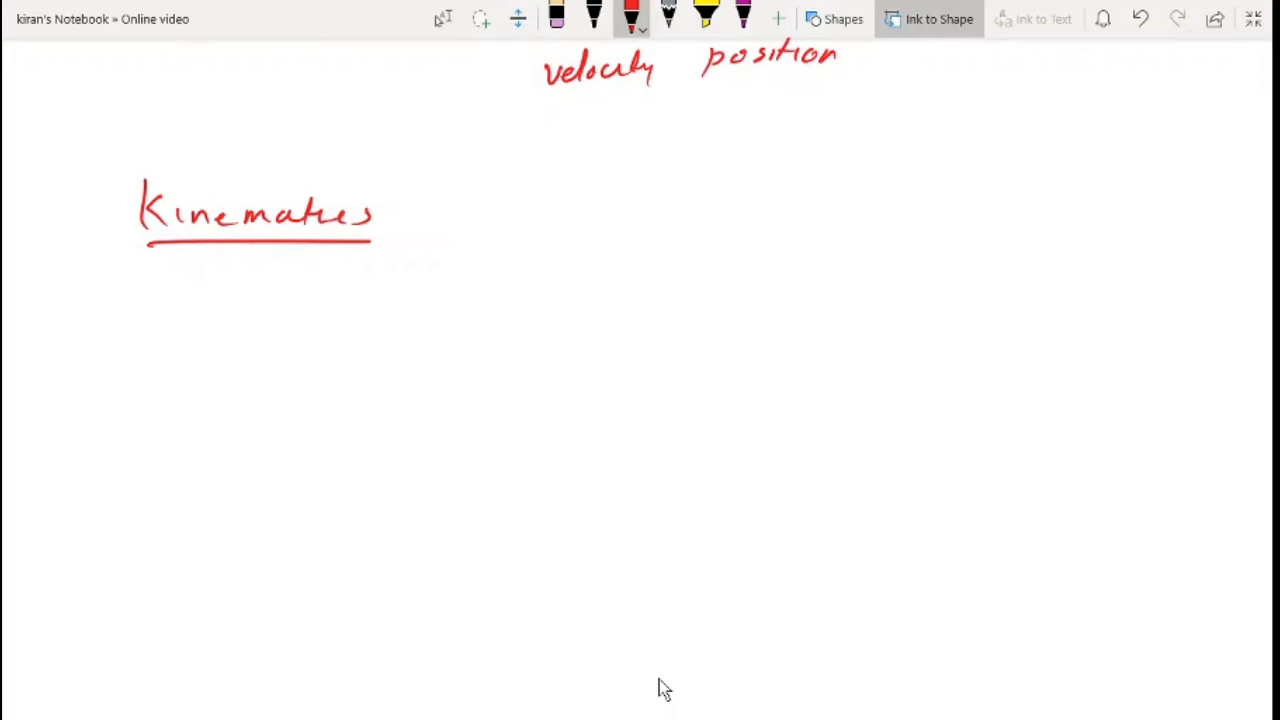 kiran's Notebook » Online video
Shapes
Ink to Shape
Ink to Text
velocity position
Kinematics